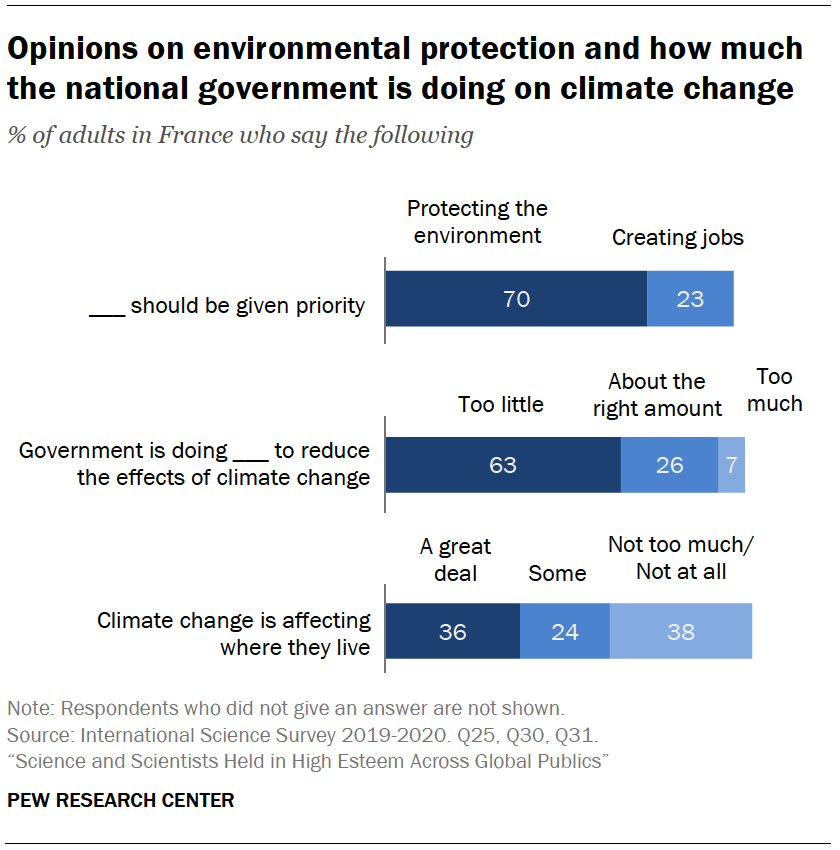 Opinions on environmental protection and how much
the national government is doing on climate change
% of adults in France who say the following
Protecting the
environment
Creating jobs
___ should be given priority
70
23
Too little
About the
right amount
Too
much
Government is doing ___ to reduce
the effects of climate change
63
26
7
A great
deal
Some
Not too much/
Not at all
Climate change is affecting
where they live
36
24
38
Note: Respondents who did not give an answer are not shown.
Source: International Science Survey 2019-2020. Q25, Q30, Q31.
“Science and Scientists Held in High Esteem Across Global Publics”
PEW RESEARCH CENTER